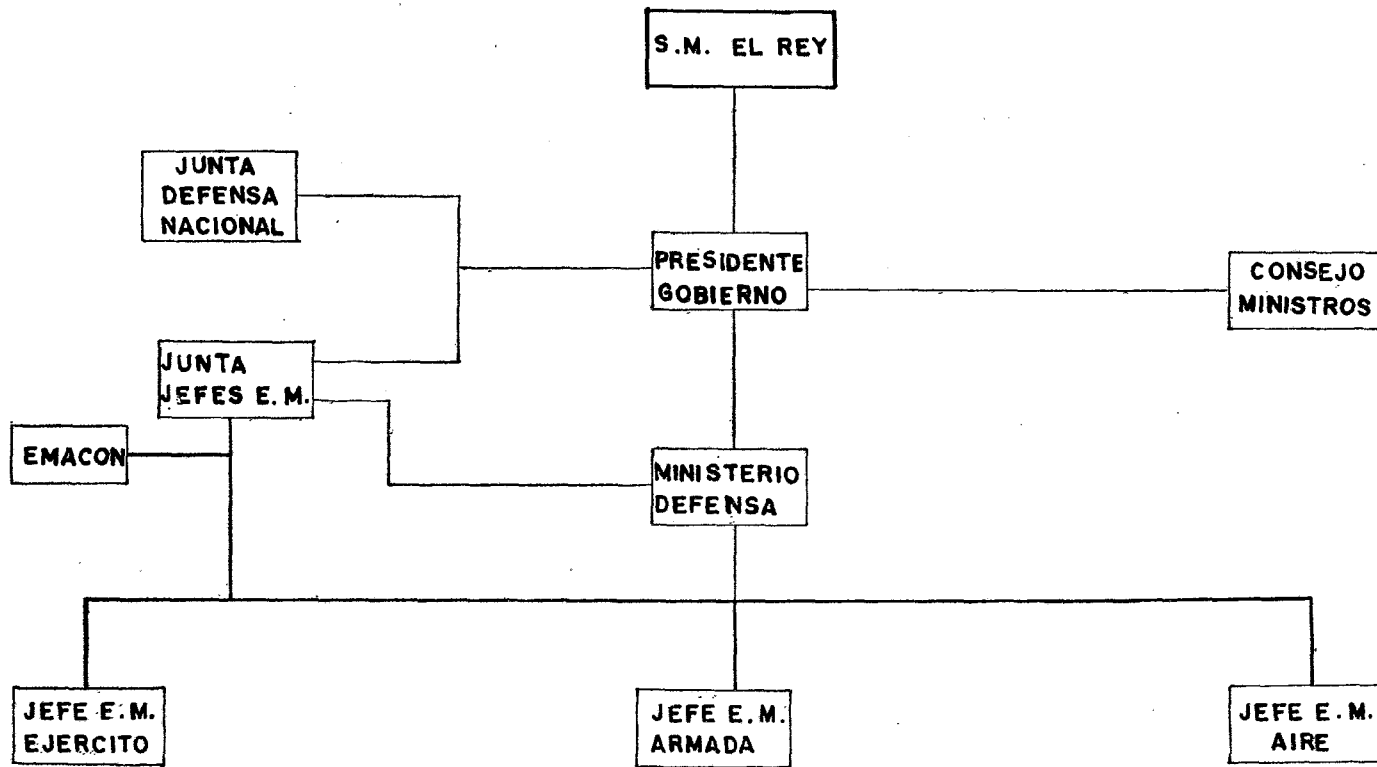 S.M. EL REY
JUNTA
DEFENSA
NACIONAL
PRESIDENTE
GOBIERNO
CONSEJO
MINISTROS
JUNTA
JEFES E.M.
EMACON
MINISTERIO
DEFENSA
JEFE E.M.
EJERCITO
JEFE E.M.
ARMADA
JEFE E.M.
AIRE